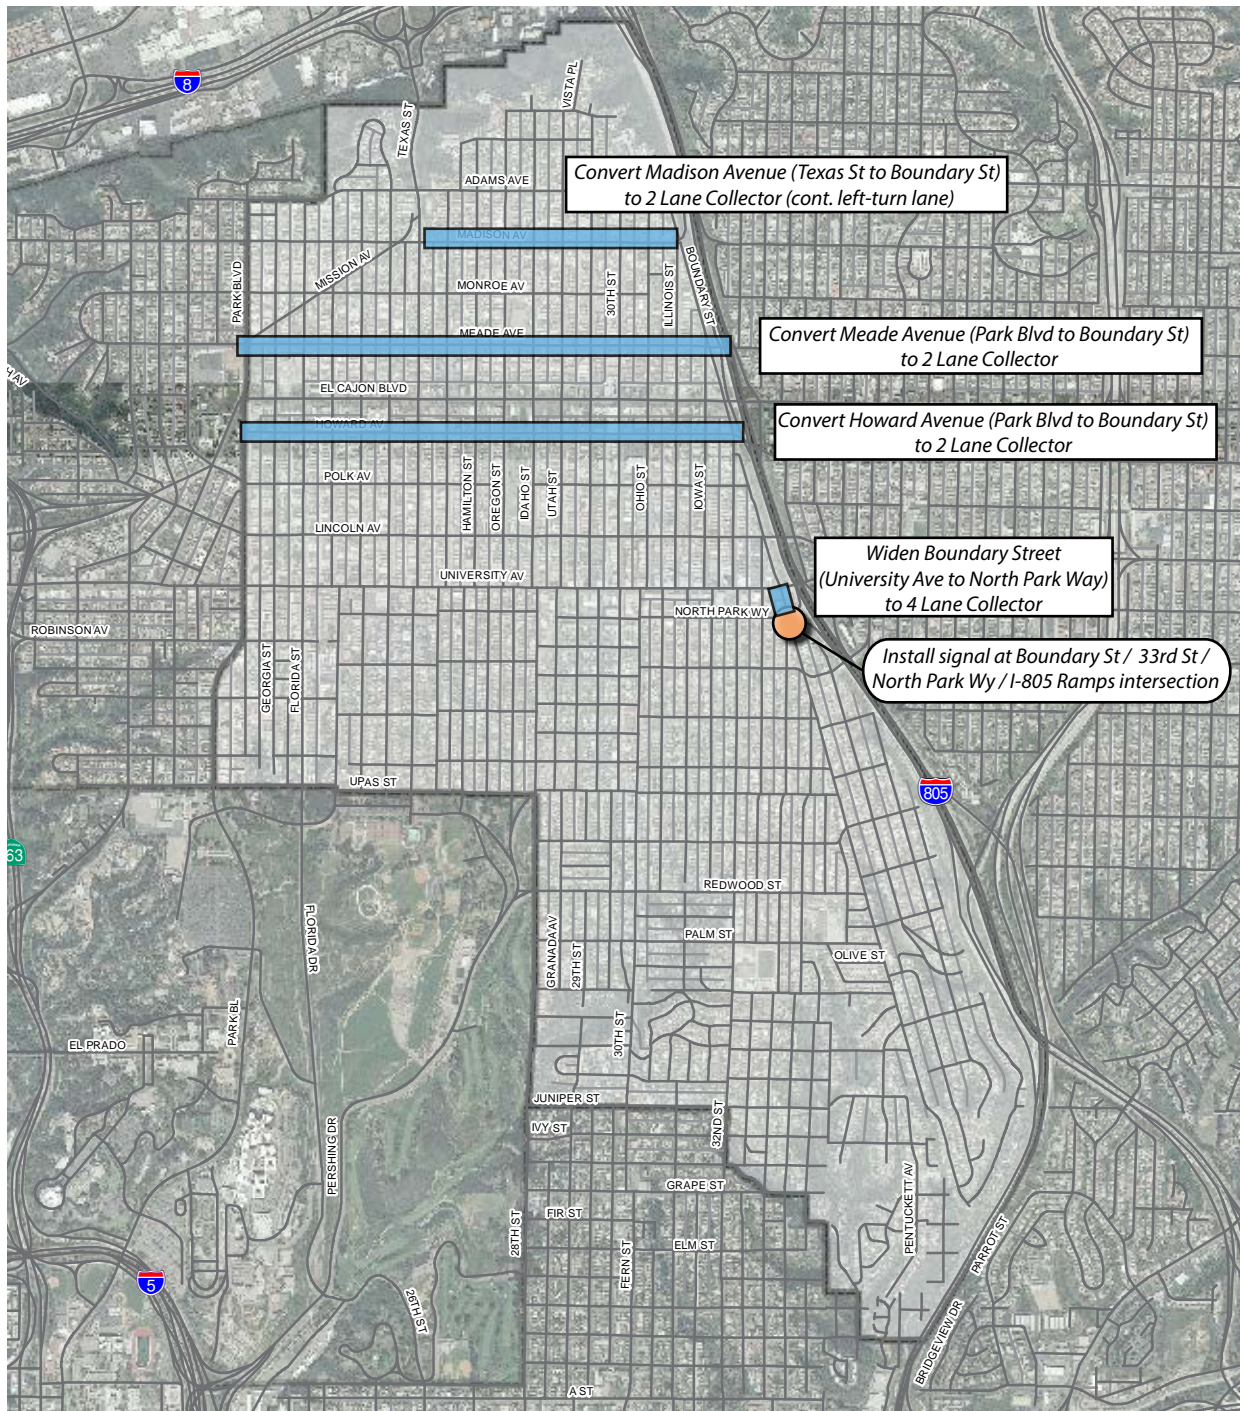 8
VISTA PL
TEXAS ST
Convert Madison Avenue (Texas St to Boundary St)
to 2 Lane Collector (cont. left-turn lane)
ADAMS AVE
MADISON AV
MISSION AV
BOUNDARY ST
PARK BLVD
MONROE AV
30TH ST
ILLINOIS ST
MEADE AVE
Convert Meade Avenue (Park Blvd to Boundary St)
to 2 Lane Collector
H AV
EL CAJON BLVD
HOWARD AV
Convert Howard Avenue (Park Blvd to Boundary St)
to 2 Lane Collector
POLK AV
HAMILTON ST
OREGON ST
IDAHO ST
UTAH ST
OHIO ST
IOWA ST
LINCOLN AV
UNIVERSITY AV
Widen Boundary Street
(University Ave to North Park Way)
to 4 Lane Collector
NORTH PARK WY
ROBINSON AV
GEORGIA ST
FLORIDA ST
Install signal at Boundary St / 33rd St /
North Park Wy / I-805 Ramps intersection
UPAS ST
805
63
REDWOOD ST
FLORIDA DR
GRANADA AV
29TH ST
PALM ST
OLIVE ST
PARK BL
30TH ST
EL PRADO
JUNIPER ST
IVY ST
32ND ST
PERSHING DR
GRAPE ST
PENTUCKETT AV
28TH ST
FIR ST
FERN ST
ELM ST
PARROT ST
5
26TH ST
BRIDGEVIEW DR
A ST